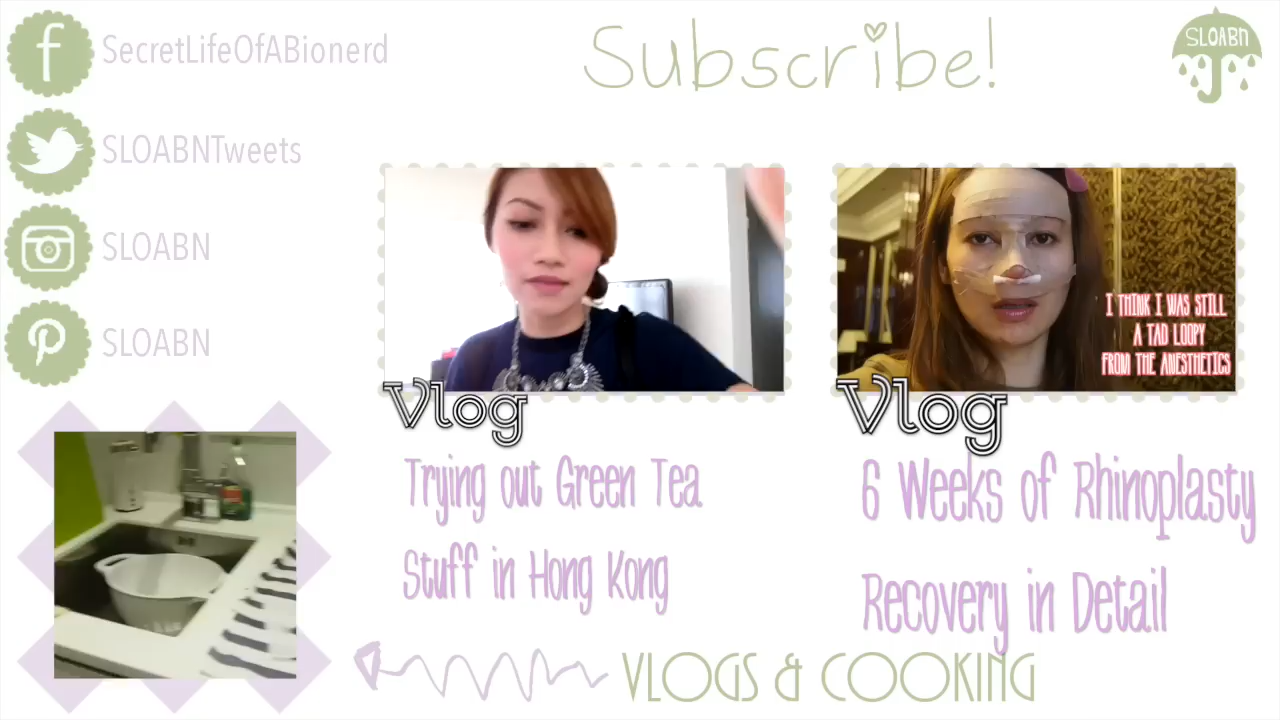 SecretLifeOfABionerd
Subscribe!
SLOABN
SLOABNTweets
SLOABN
SLOABN
I THINK I WAS STILL
A TAD LOOPY
FROM THE ANESTHETICS
Vlog
Trying out Green Tea
Stuff in Hong Kong
Vlog
6 Weeks of Rhinoplasty
Recovery in Detail
VLOGS & COOKING